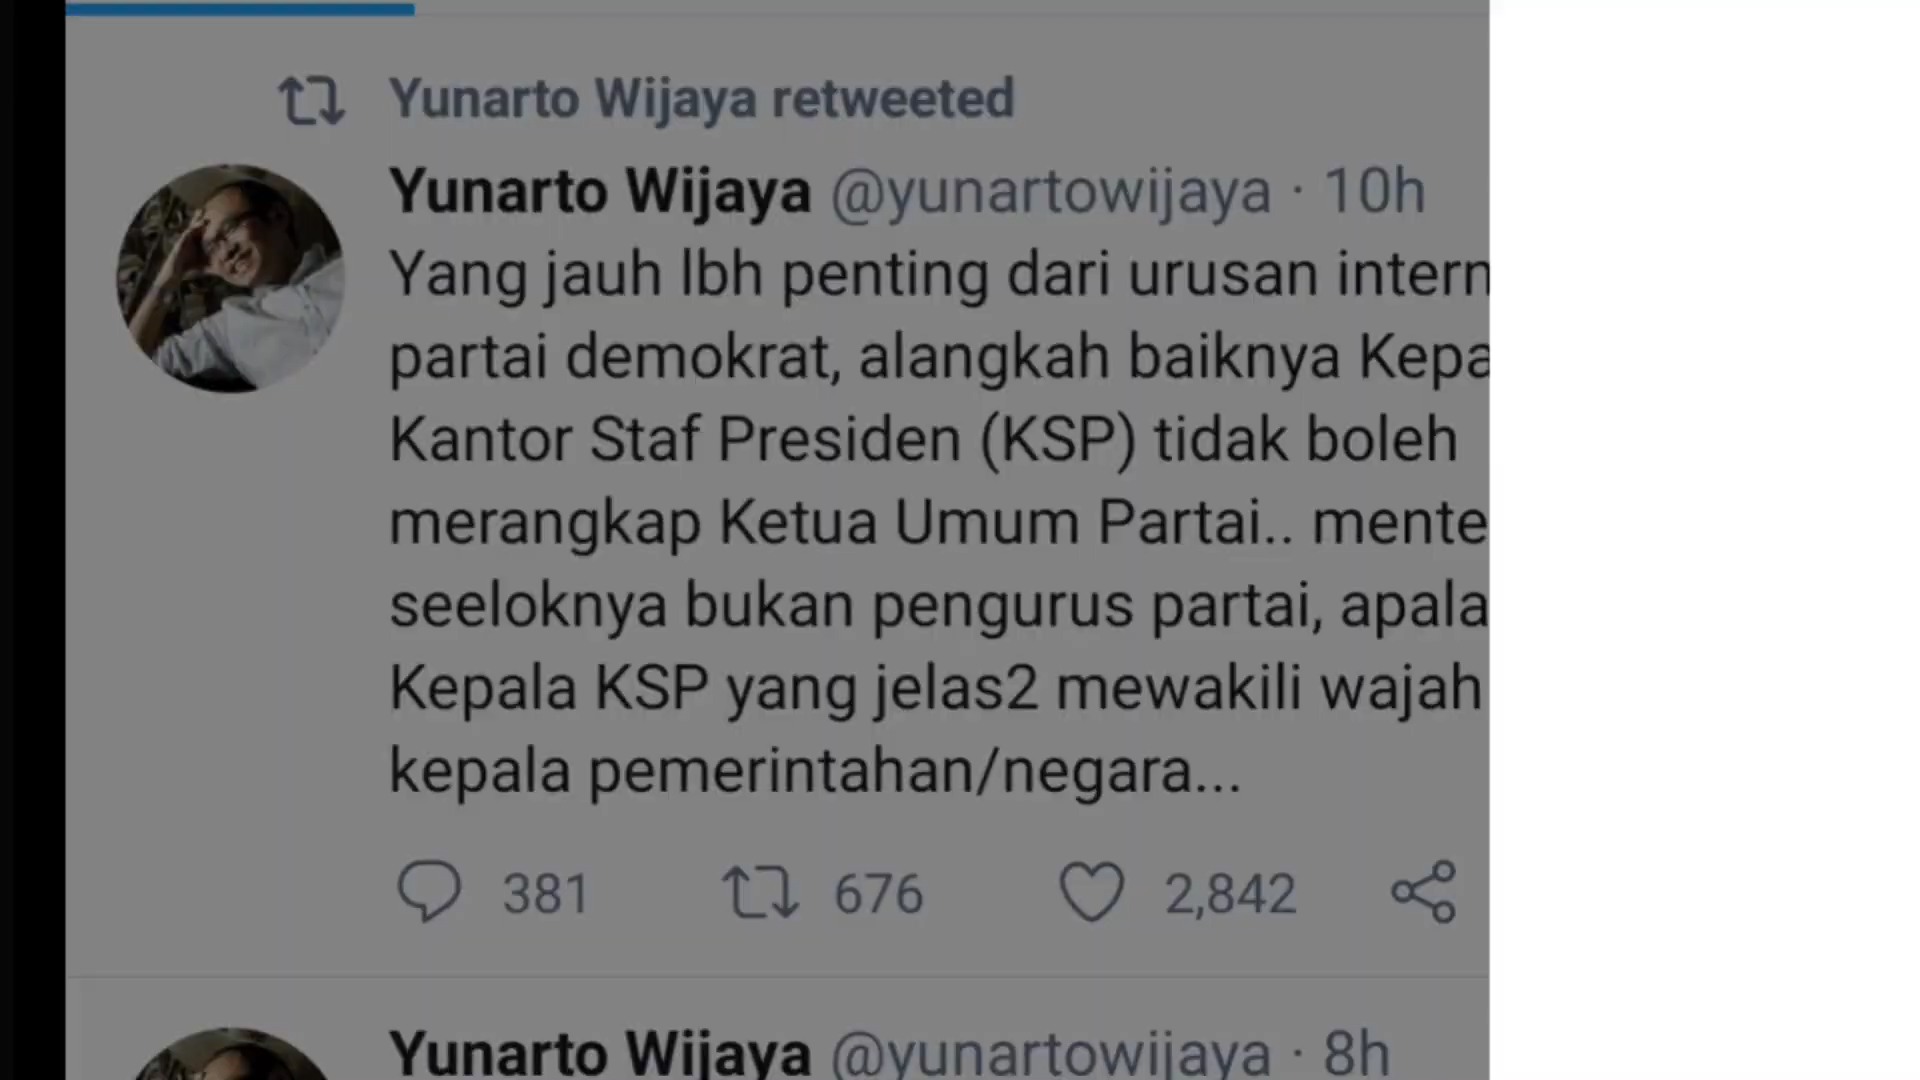 Yunarto Wijaya retweeted
Yunarto Wijaya @yunartowijaya · 10h
Yang jauh lbh penting dari urusan intern
partai demokrat, alangkah baiknya Kepa
Kantor Staf Presiden (KSP) tidak boleh
merangkap Ketua Umum Partai.. mente
seeloknya bukan pengurus partai, apala
Kepala KSP yang jelas2 mewakili wajah
kepala pemerintahan/negara...
381 676 2,842
Yunarto Wijaya @yunartowijaya · 8h